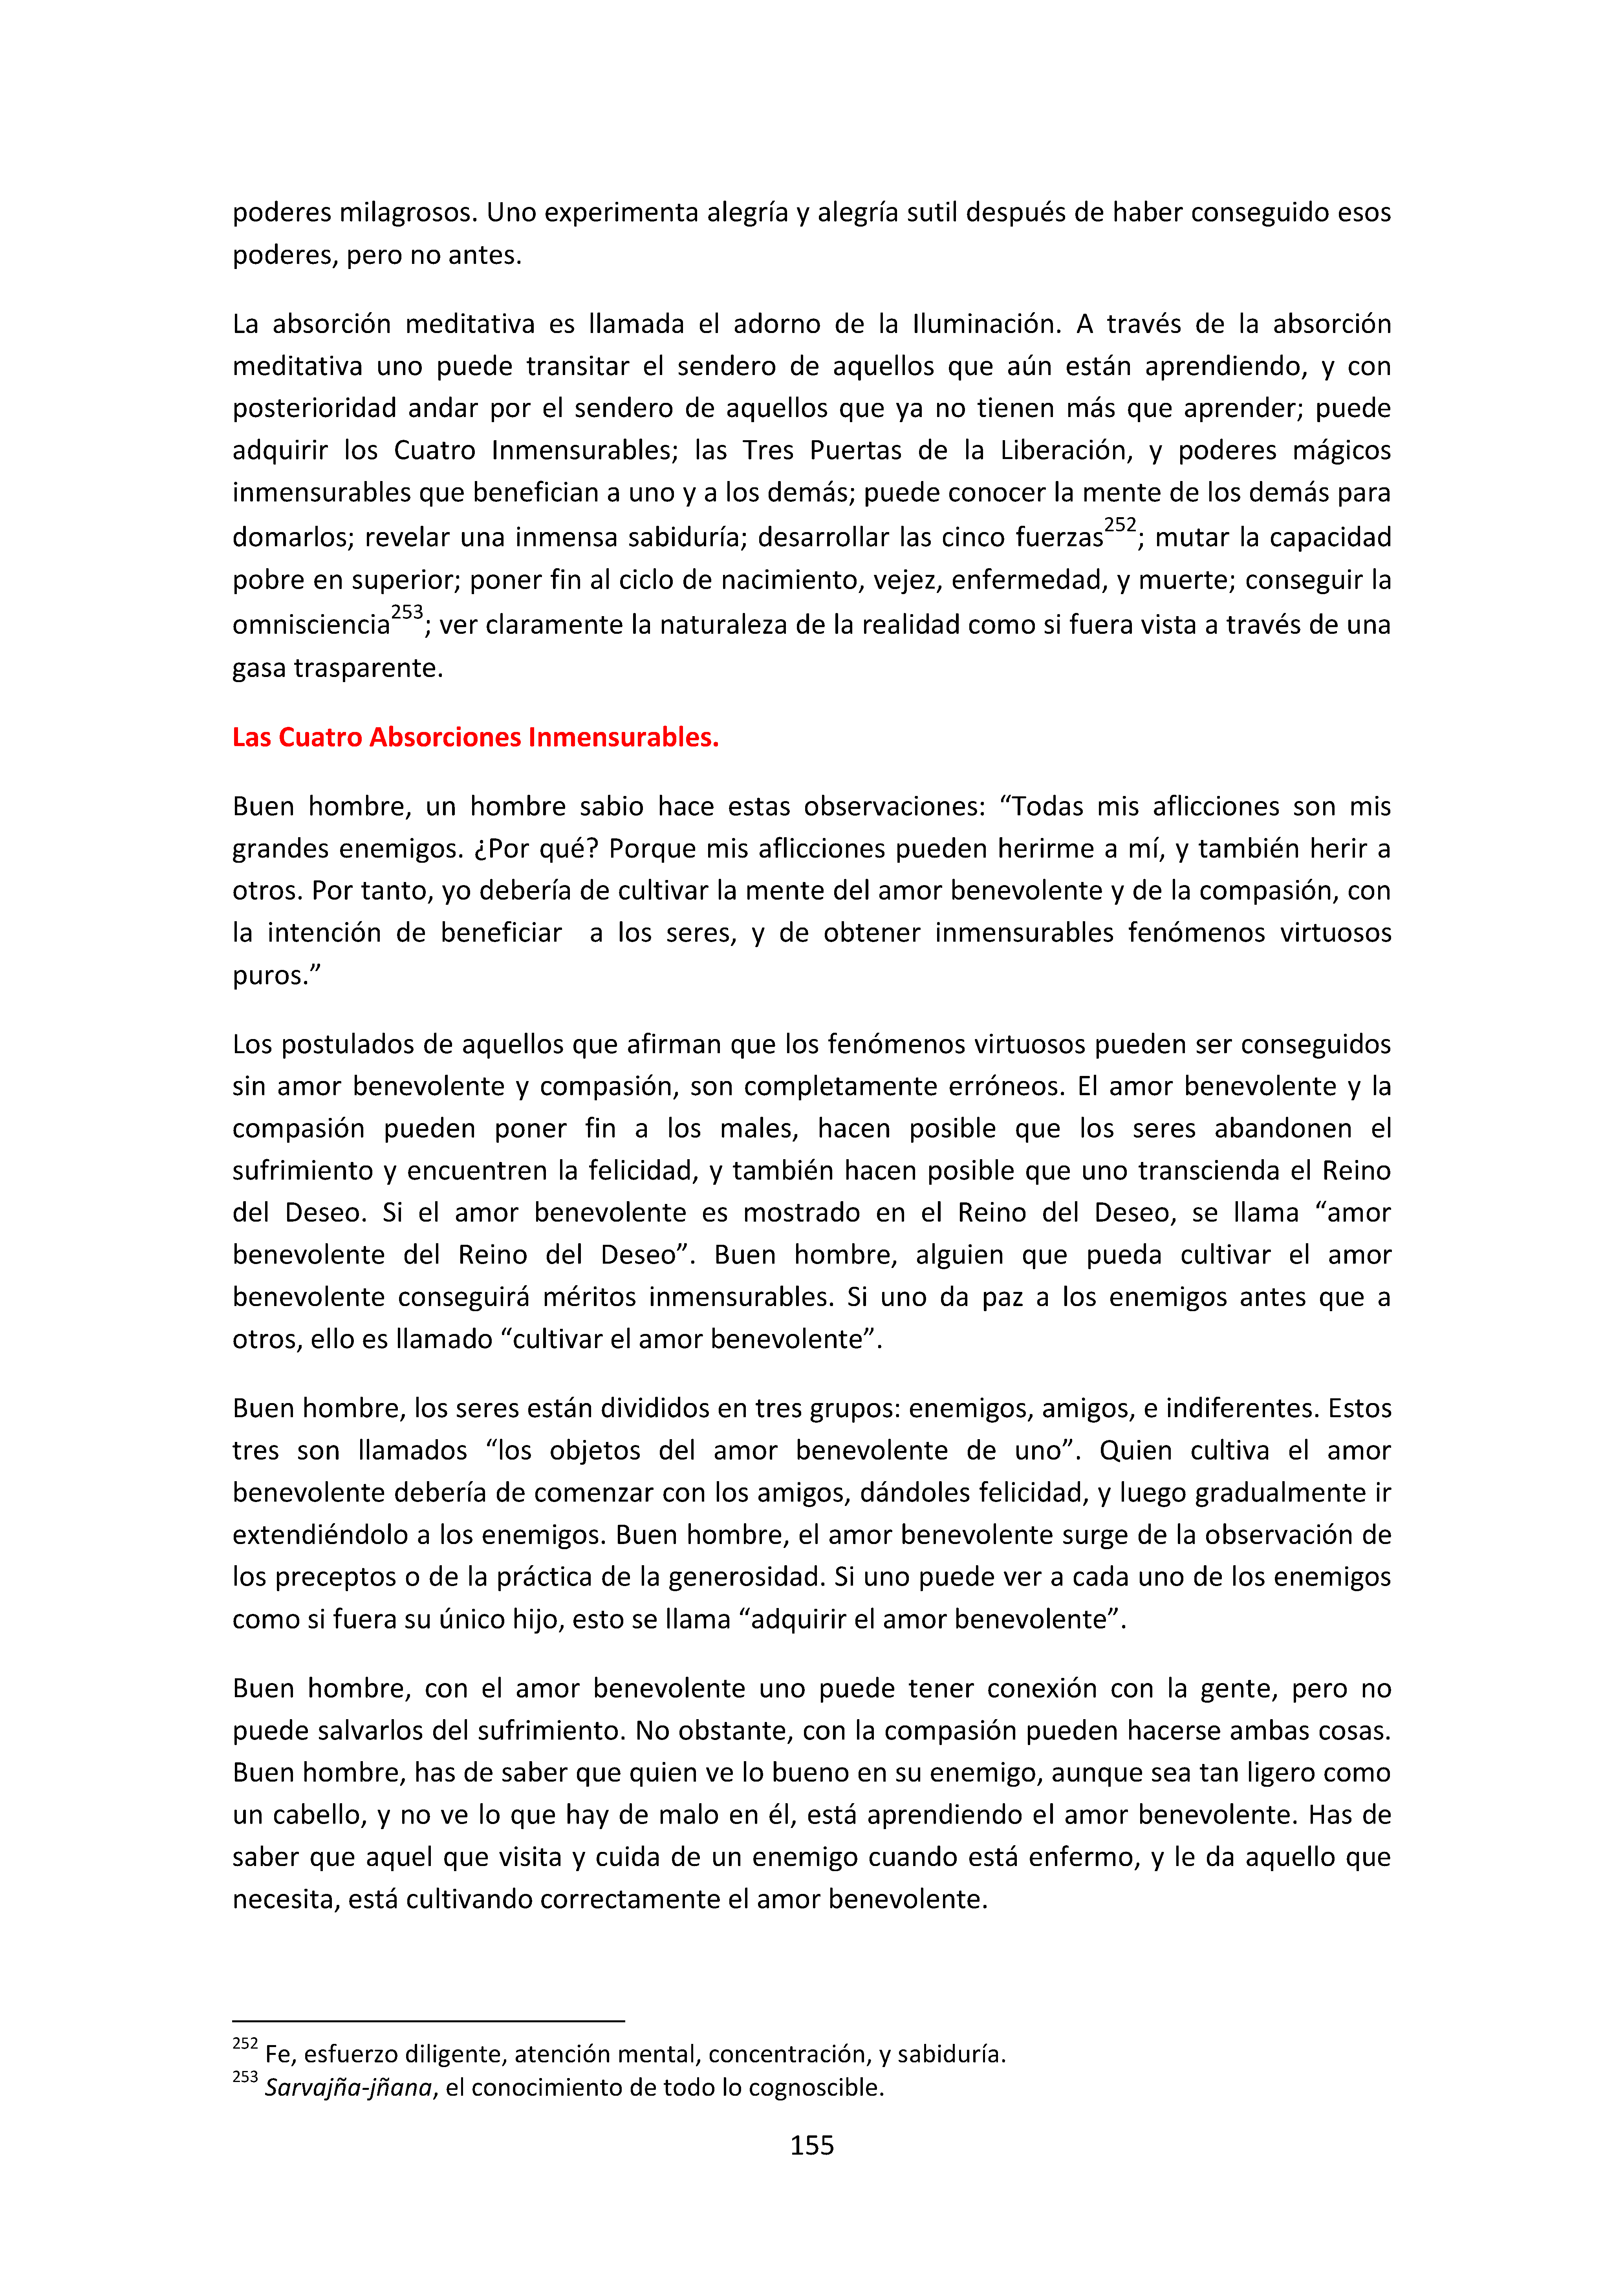 poderes milagrosos. Uno experimenta alegría y alegría sutil después de haber conseguido esos
poderes, pero no antes.
La absorción meditativa es llamada el adorno de la Iluminación. A través de la absorción
meditativa uno puede transitar el sendero de aquellos que aún están aprendiendo, y con
posterioridad andar por el sendero de aquellos que ya no tienen más que aprender; puede
adquirir los Cuatro Inmensurables; las Tres Puertas de la Liberación, y poderes mágicos
inmensurables que benefician a uno y a los demás; puede conocer la mente de los demás para
domarlos; revelar una inmensa sabiduría; desarrollar las cinco fuerzas252; mutar la capacidad
pobre en superior; poner fin al ciclo de nacimiento, vejez, enfermedad, y muerte; conseguir la
omnisciencia253; ver claramente la naturaleza de la realidad como si fuera vista a través de una
gasa trasparente.
Las Cuatro Absorciones Inmensurables.
Buen hombre, un hombre sabio hace estas observaciones: “Todas mis aflicciones son mis
grandes enemigos. ¿Por qué? Porque mis aflicciones pueden herirme a mí, y también herir a
otros. Por tanto, yo debería de cultivar la mente del amor benevolente y de la compasión, con
la intención de beneficiar  a los seres, y de obtener inmensurables fenómenos virtuosos
puros.”
Los postulados de aquellos que afirman que los fenómenos virtuosos pueden ser conseguidos
sin amor benevolente y compasión, son completamente erróneos. El amor benevolente y la
compasión pueden poner fin a los males, hacen posible que los seres abandonen el
sufrimiento y encuentren la felicidad, y también hacen posible que uno transcienda el Reino
del Deseo. Si el amor benevolente es mostrado en el Reino del Deseo, se llama “amor
benevolente del Reino del Deseo”. Buen hombre, alguien que pueda cultivar el amor
benevolente conseguirá méritos inmensurables. Si uno da paz a los enemigos antes que a
otros, ello es llamado “cultivar el amor benevolente”.
Buen hombre, los seres están divididos en tres grupos: enemigos, amigos, e indiferentes. Estos
tres son llamados “los objetos del amor benevolente de uno”. Quien cultiva el amor
benevolente debería de comenzar con los amigos, dándoles felicidad, y luego gradualmente ir
extendiéndolo a los enemigos. Buen hombre, el amor benevolente surge de la observación de
los preceptos o de la práctica de la generosidad. Si uno puede ver a cada uno de los enemigos
como si fuera su único hijo, esto se llama “adquirir el amor benevolente”.
Buen hombre, con el amor benevolente uno puede tener conexión con la gente, pero no
puede salvarlos del sufrimiento. No obstante, con la compasión pueden hacerse ambas cosas.
Buen hombre, has de saber que quien ve lo bueno en su enemigo, aunque sea tan ligero como
un cabello, y no ve lo que hay de malo en él, está aprendiendo el amor benevolente. Has de
saber que aquel que visita y cuida de un enemigo cuando está enfermo, y le da aquello que
necesita, está cultivando correctamente el amor benevolente.
252 Fe, esfuerzo diligente, atención mental, concentración, y sabiduría.
253 Sarvajña-jñana, el conocimiento de todo lo cognoscible.
155